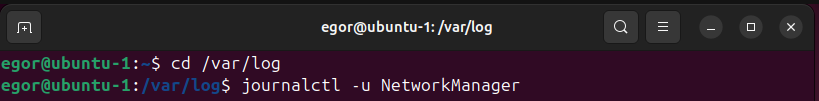 egor@ubuntu-1: /var/log
egor@ubuntu-1:~$ cd /var/log
egor@ubuntu-1:/var/log$ journalctl -u NetworkManager